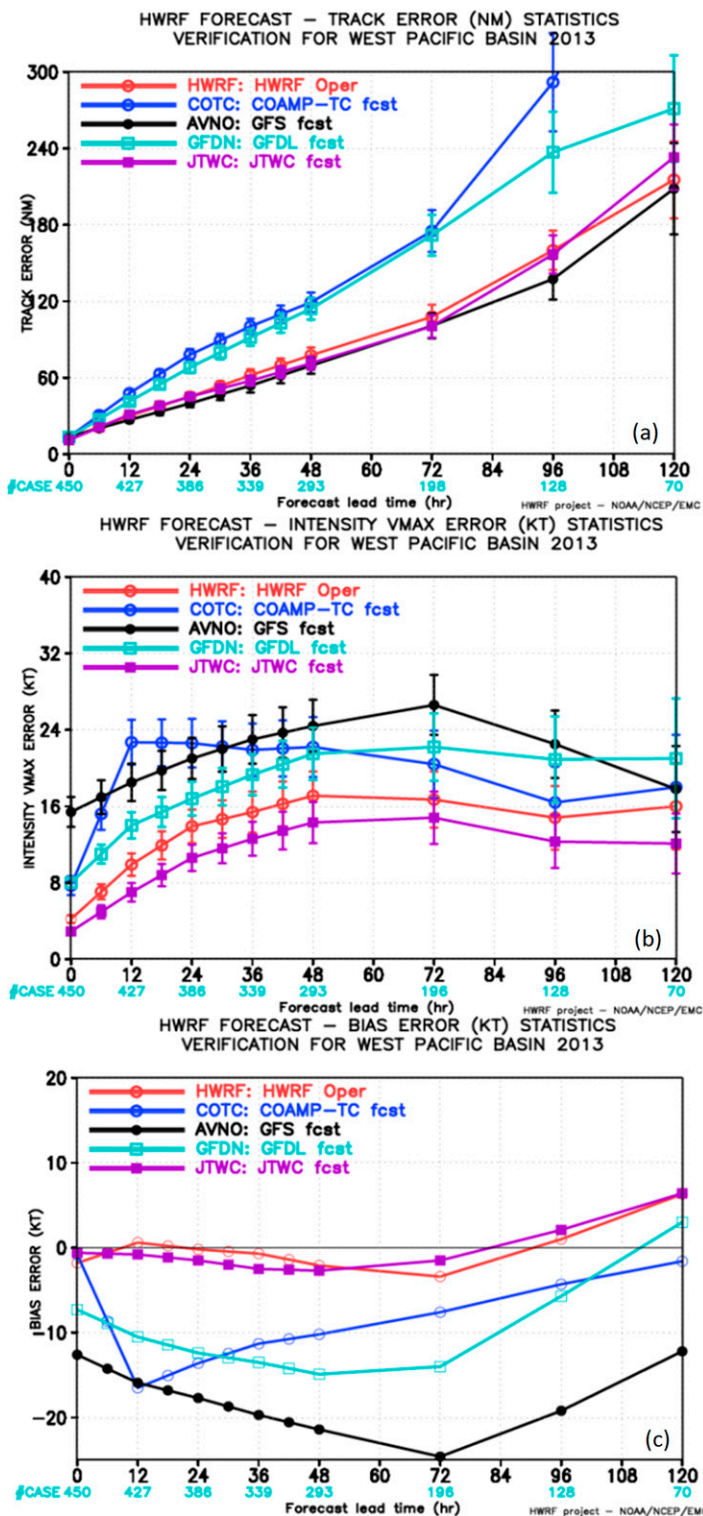 HWRF FORECAST – TRACK ERROR (NM) STATISTICS
VERIFICATION FOR WEST PACIFIC BASIN 2013
300
240
180
120
60
0
TRACK ERROR (NM)
HWRF: HWRF Oper
COTC: COAMP–TC fcst
AVNO: GFS fcst
GFDN: GFDL fcst
JTWC: JTWC fcst
(a)
0 12 24 36 48 60 72 84 96 108 120
#CASE 450 427 386 339 293 198 128 70
Forecast lead time (hr)
HWRF project – NOAA/NCEP/EMC
HWRF FORECAST – INTENSITY VMAX ERROR (KT) STATISTICS
VERIFICATION FOR WEST PACIFIC BASIN 2013
40
32
24
16
8
0
INTENSITY VMAX ERROR (KT)
HWRF: HWRF Oper
COTC: COAMP–TC fcst
AVNO: GFS fcst
GFDN: GFDL fcst
JTWC: JTWC fcst
(b)
0 12 24 36 48 60 72 84 96 108 120
#CASE 450 427 386 339 293 196 128 70
Forecast lead time (hr)
HWRF project – NOAA/NCEP/EMC
HWRF FORECAST – BIAS ERROR (KT) STATISTICS
VERIFICATION FOR WEST PACIFIC BASIN 2013
20
10
0
–10
–20
BIAS ERROR (KT)
HWRF: HWRF Oper
COTC: COAMP–TC fcst
AVNO: GFS fcst
GFDN: GFDL fcst
JTWC: JTWC fcst
(c)
0 12 24 36 48 60 72 84 96 108 120
#CASE 450 427 386 339 293 196 128 70
Forecast lead time (hr)
HWRF project – NOAA/NCEP/EMC